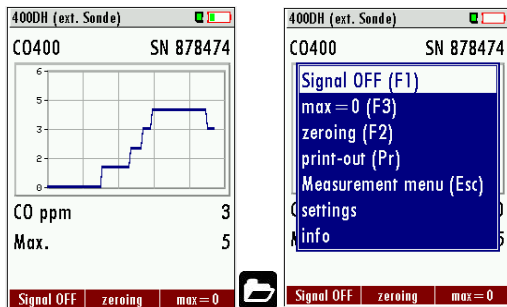 400DH (ext. Sonde)
CO400 SN 878474
6
5
3
2
0
CO ppm 3
Max. 5
Signal OFF zeroing max=0
400DH (ext. Sonde)
CO400 SN 878474
Signal OFF (F1)
max=0 (F3)
zeroing (F2)
print-out (Pr)
Measurement menu (Esc)
settings
info
Signal OFF zeroing max=0